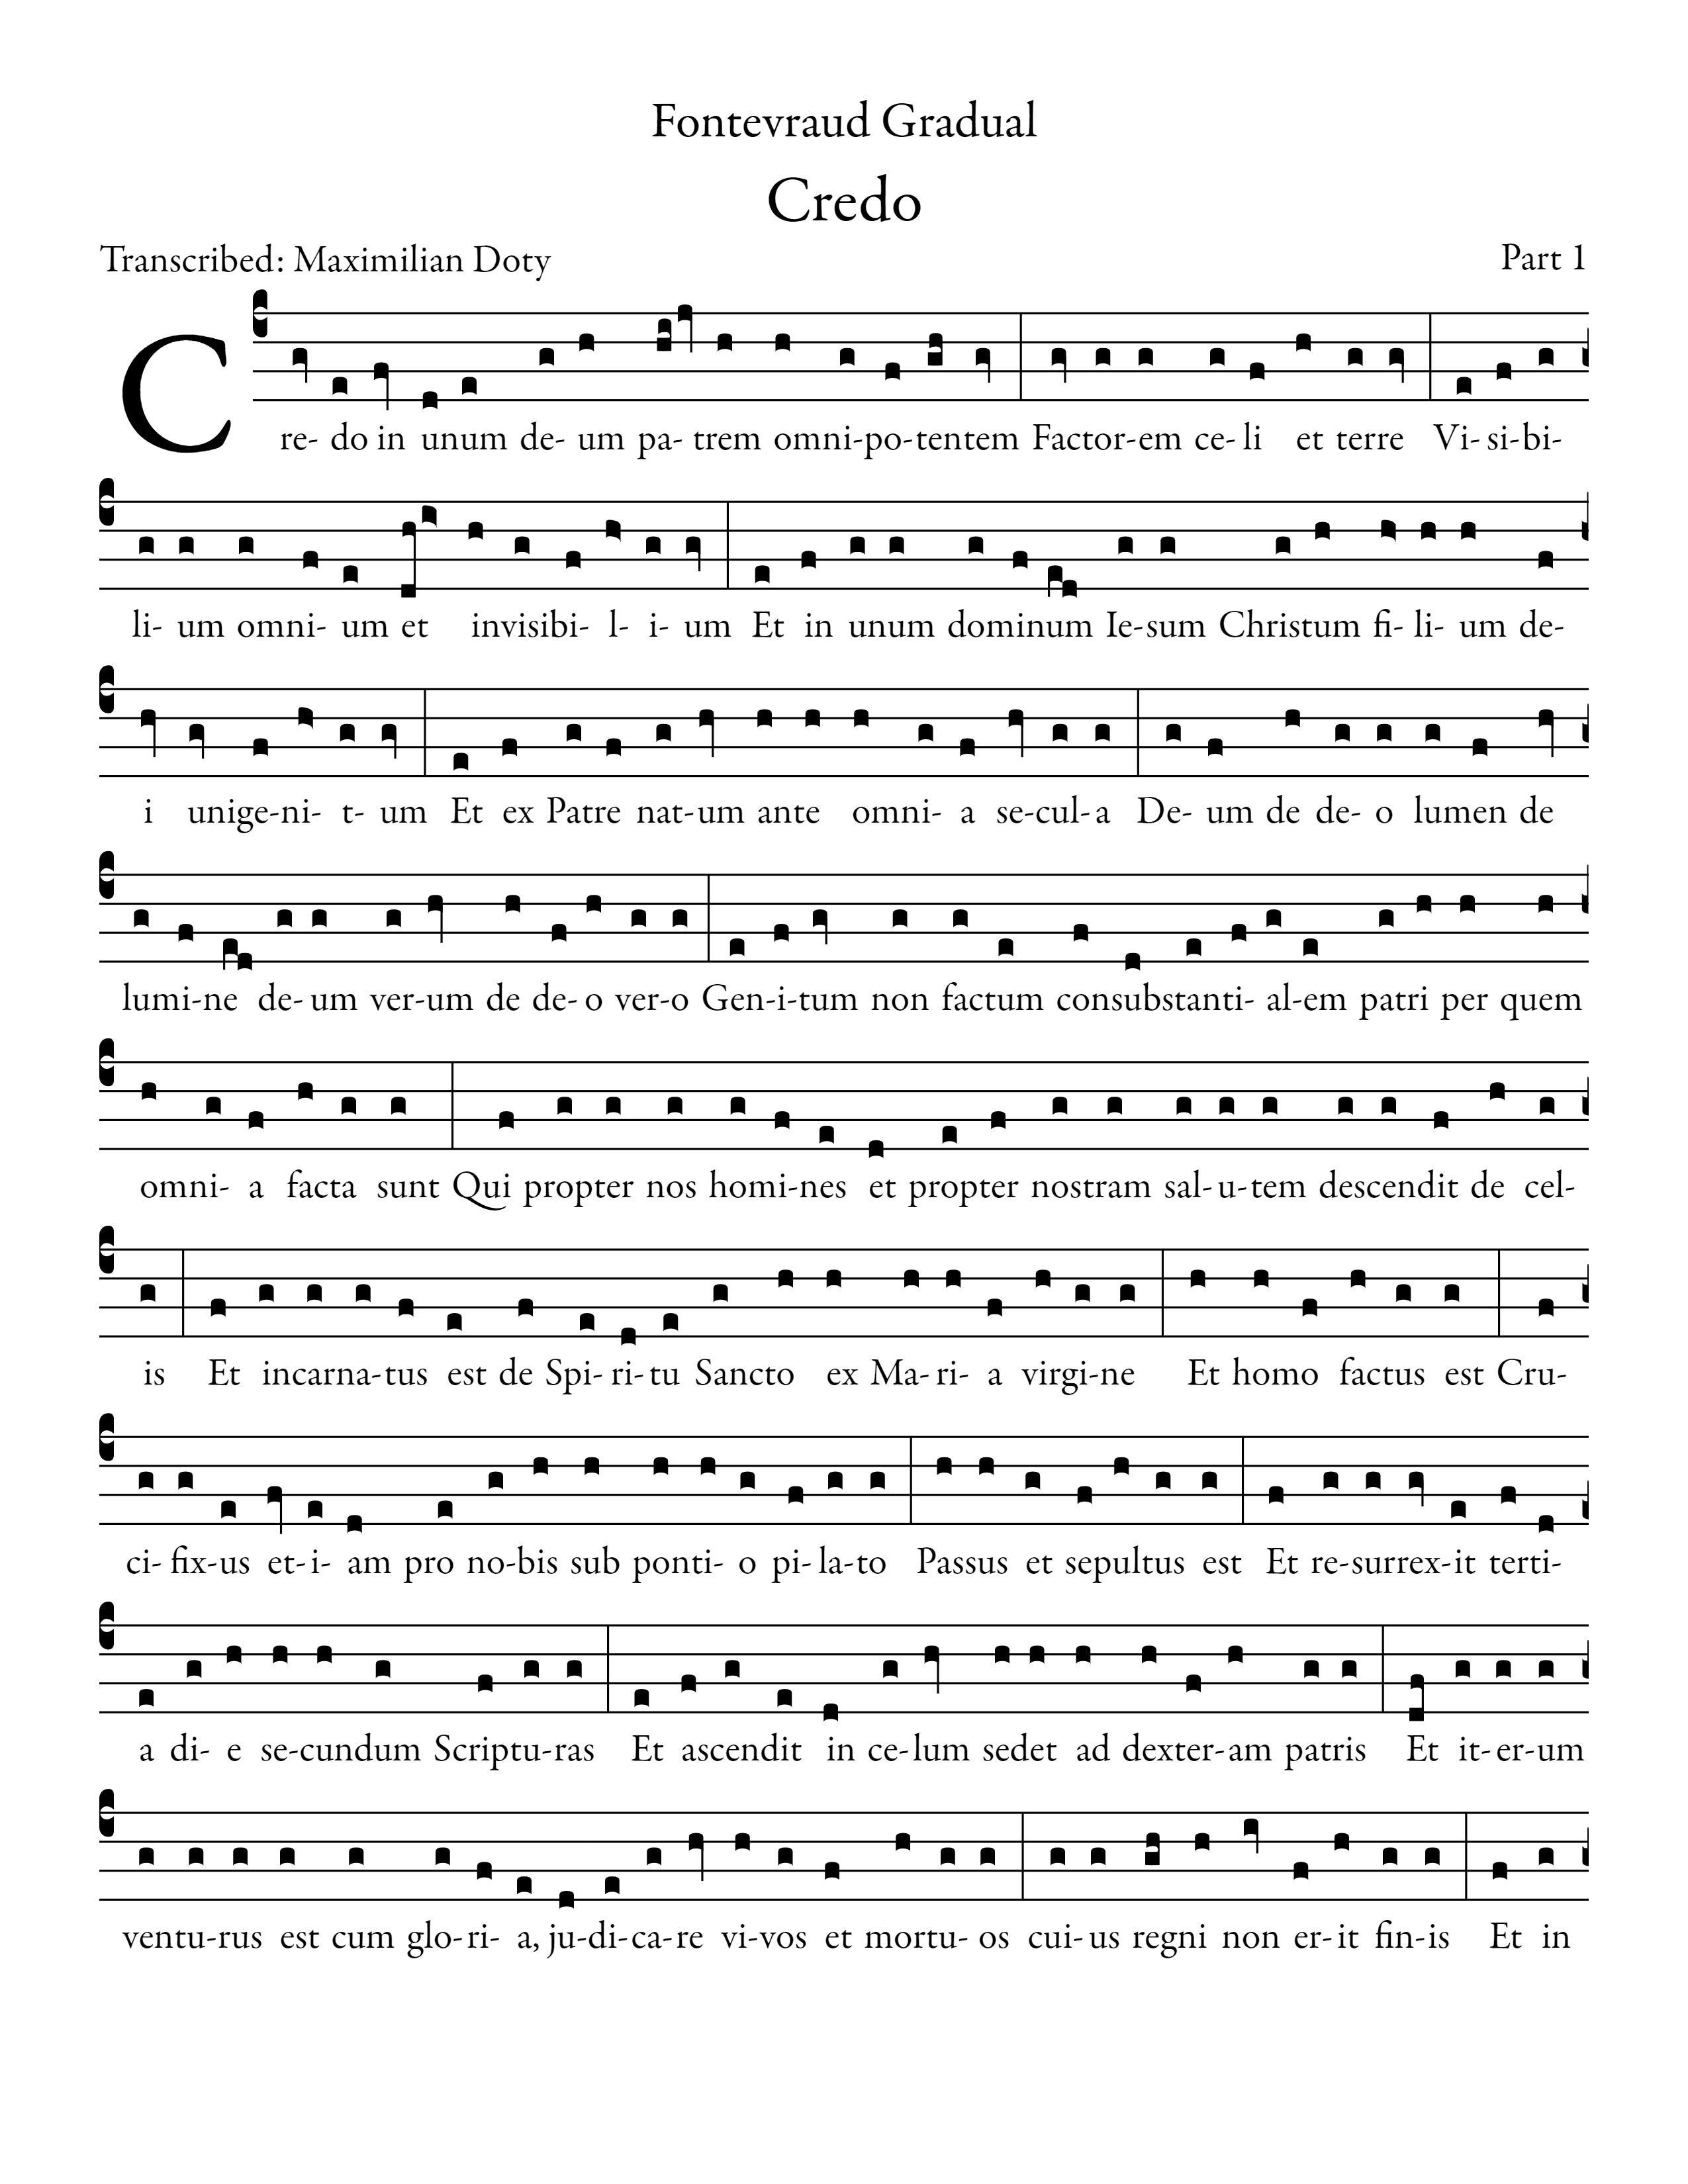 Fontevraud Gradual
Credo
Transcribed: Maximilian Doty
Part 1
C re- do in unum de- um pa- trem omni-po-tentem Factor-em ce- li et terre Vi- si-bi-
li- um omni- um et invisibi- l- i- um Et in unum dominum Ie-sum Christum fi- li- um de-
i unige-ni- t- um Et ex Patre nat-um ante omni- a se-cul-a De- um de de- o lumen de
lumi-ne de- um ver-um de de- o ver-o Gen-i-tum non factum consubstanti- al-em patri per quem
omni- a facta sunt Qui propter nos homi-nes et propter nostram sal-u-tem descendit de cel-
is Et incarna-tus est de Spi- ri- tu Sancto ex Ma- ri- a virgi-ne Et homo factus est Cru-
ci- fix-us et-i- am pro no-bis sub ponti- o pi-la-to Passus et sepultus est Et re-surrex-it terti-
a di- e se-cundum Scriptu-ras Et ascendit in ce-lum sedet ad dexter-am patris Et it-er-um
ventu-rus est cum glo-ri- a, ju-di-ca-re vi-vos et mortu- os cui-us regni non er-it fin-is Et in